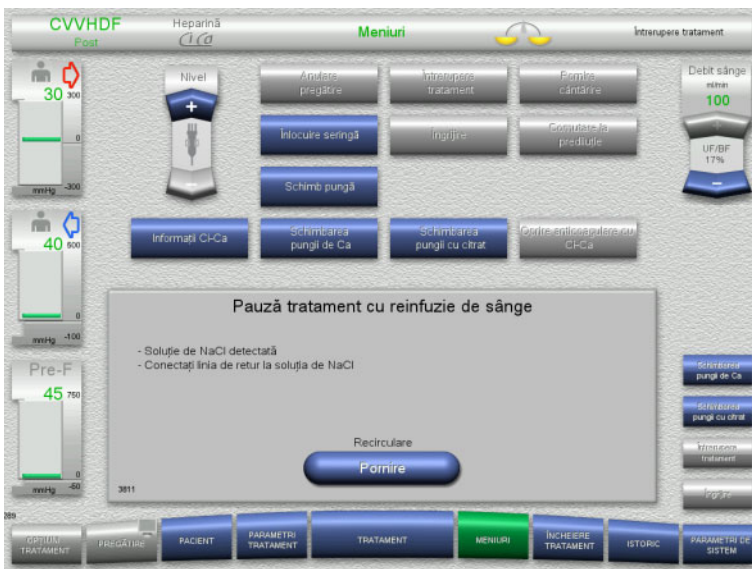 CVVHDF
Post
Heparină
Ci Ca
Meniuri
Întrerupere tratament
30 300
0
mmHg -300
Nivel
+
−
Anulare pregătire
Întrerupere tratament
Pornire cântărire
Înlocuire seringă
Îngrijire
Comutare la prediluție
Schimb pungă
Debit sânge
ml/min
100
+
UF/BF
17%
−
40 500
0
mmHg -100
Informații Ci-Ca
Schimbarea pungii de Ca
Schimbarea pungii cu citrat
Oprire anticoagulare cu Ci-Ca
Pauză tratament cu reinfuzie de sânge
- Soluție de NaCl detectată
- Conectați linia de retur la soluția de NaCl
Recirculare
Pornire
3811
Pre-F
45 750
0
mmHg -50
Schimbarea pungii de Ca
Schimbarea pungii cu citrat
Întrerupere tratament
Îngrijire
289
OPȚIUNI TRATAMENT
PREGĂTIRE
PACIENT
PARAMETRI TRATAMENT
TRATAMENT
MENIURI
ÎNCHEIERE TRATAMENT
ISTORIC
PARAMETRI DE SISTEM